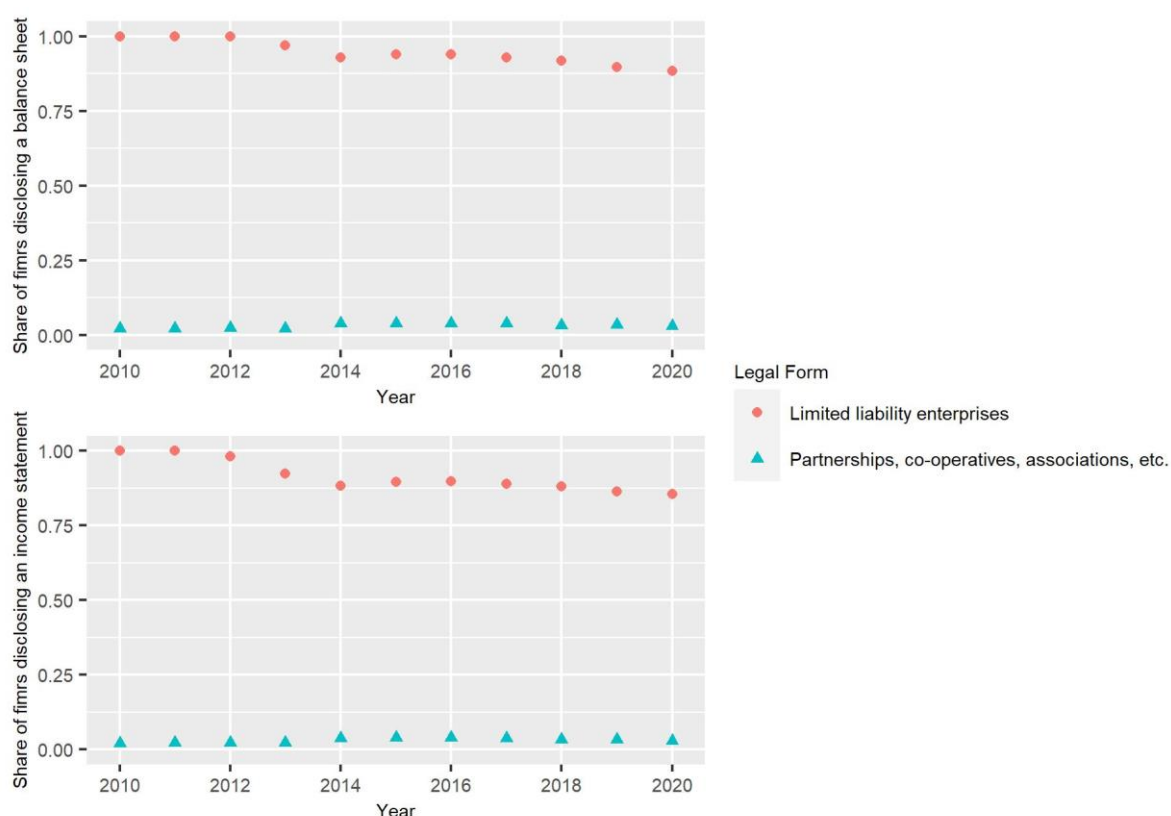 Share of fimrs disclosing a balance sheet
1.00
0.75
0.50
0.25
0.00
2010 2012 2014 2016 2018 2020
Year
Share of fimrs disclosing an income statement
1.00
0.75
0.50
0.25
0.00
2010 2012 2014 2016 2018 2020
Year
Legal Form
Limited liability enterprises
Partnerships, co-operatives, associations, etc.